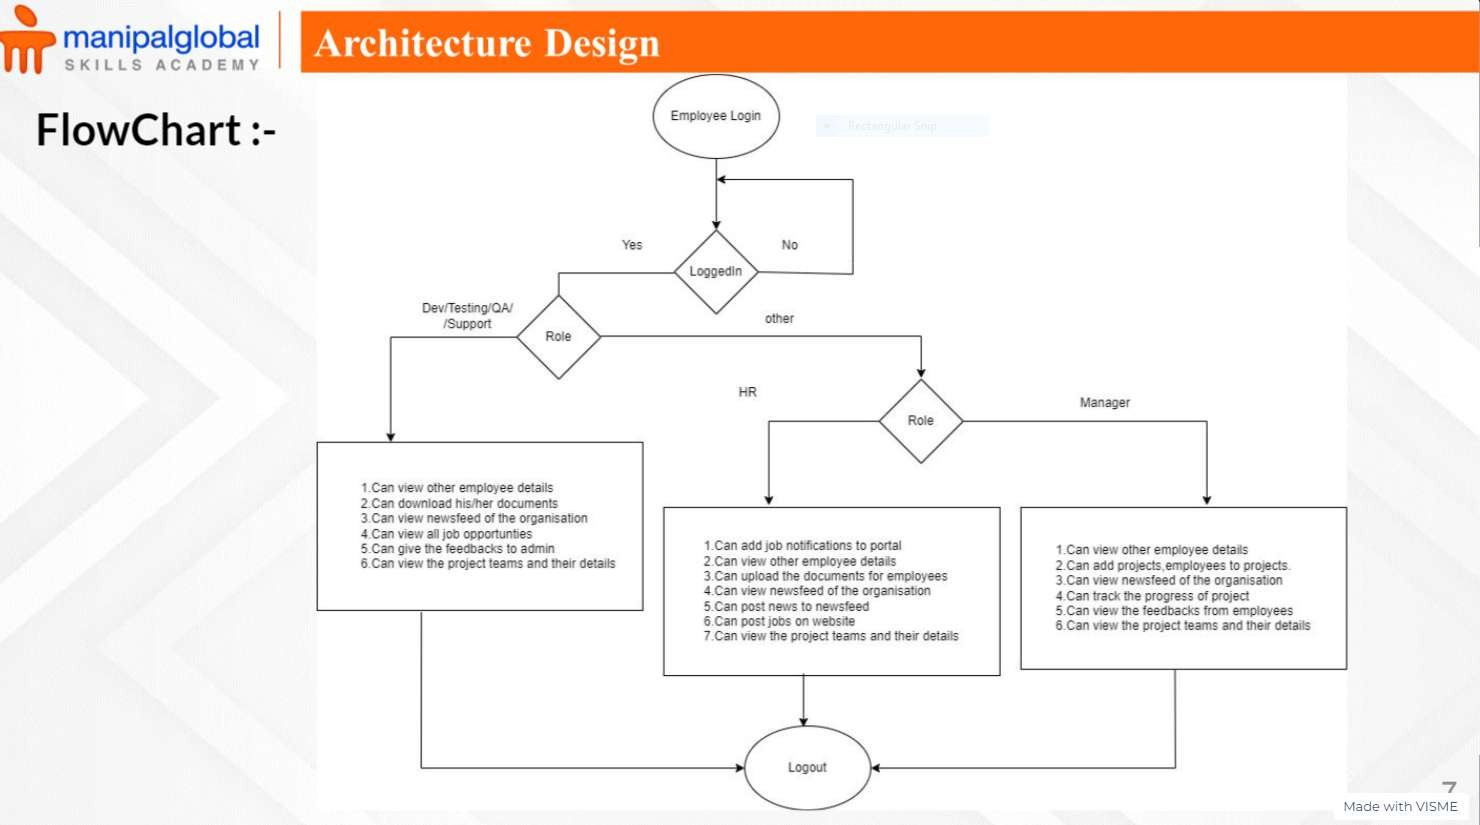 manipalglobal
SKILLS ACADEMY
Architecture Design
FlowChart :-
Employee Login
Rectangular Snip
Yes
No
LoggedIn
Dev/Testing/QA/
/Support
Role
other
HR
Role
Manager
1.Can view other employee details
2.Can download his/her documents
3.Can view newsfeed of the organisation
4.Can view all job opportunties
5.Can give the feedbacks to admin
6.Can view the project teams and their details
1.Can add job notifications to portal
2.Can view other employee details
3.Can upload the documents for employees
4.Can view newsfeed of the organisation
5.Can post news to newsfeed
6.Can post jobs on website
7.Can view the project teams and their details
1.Can view other employee details
2.Can add projects,employees to projects.
3.Can view newsfeed of the organisation
4.Can track the progress of project
5.Can view the feedbacks from employees
6.Can view the project teams and their details
Logout
7
Made with VISME